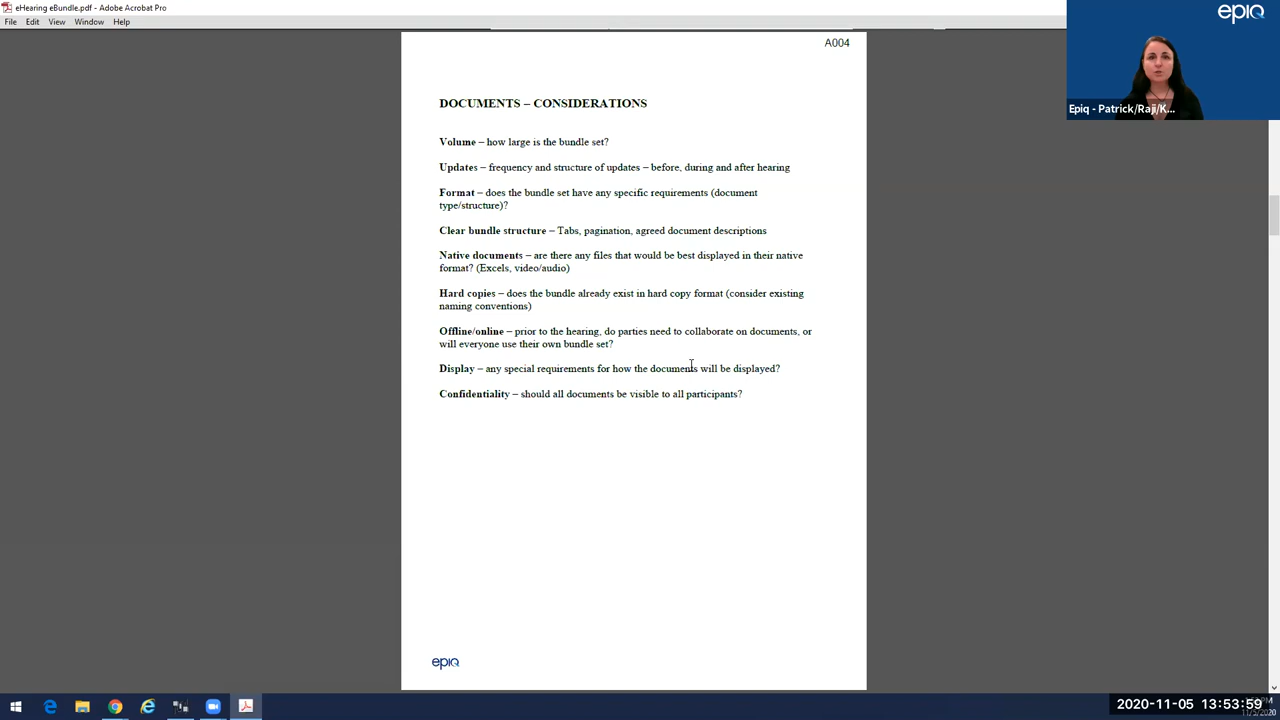 eHearing eBundle.pdf - Adobe Acrobat Pro
File Edit View Window Help
epiq
Epiq - Patrick/Raji/K...
A004
DOCUMENTS – CONSIDERATIONS
Volume – how large is the bundle set?
Updates – frequency and structure of updates – before, during and after hearing
Format – does the bundle set have any specific requirements (document
type/structure)?
Clear bundle structure – Tabs, pagination, agreed document descriptions
Native documents – are there any files that would be best displayed in their native
format? (Excels, video/audio)
Hard copies – does the bundle already exist in hard copy format (consider existing
naming conventions)
Offline/online – prior to the hearing, do parties need to collaborate on documents, or
will everyone use their own bundle set?
Display – any special requirements for how the documents will be displayed?
Confidentiality – should all documents be visible to all participants?
epiq
2020-11-05 13:53:59